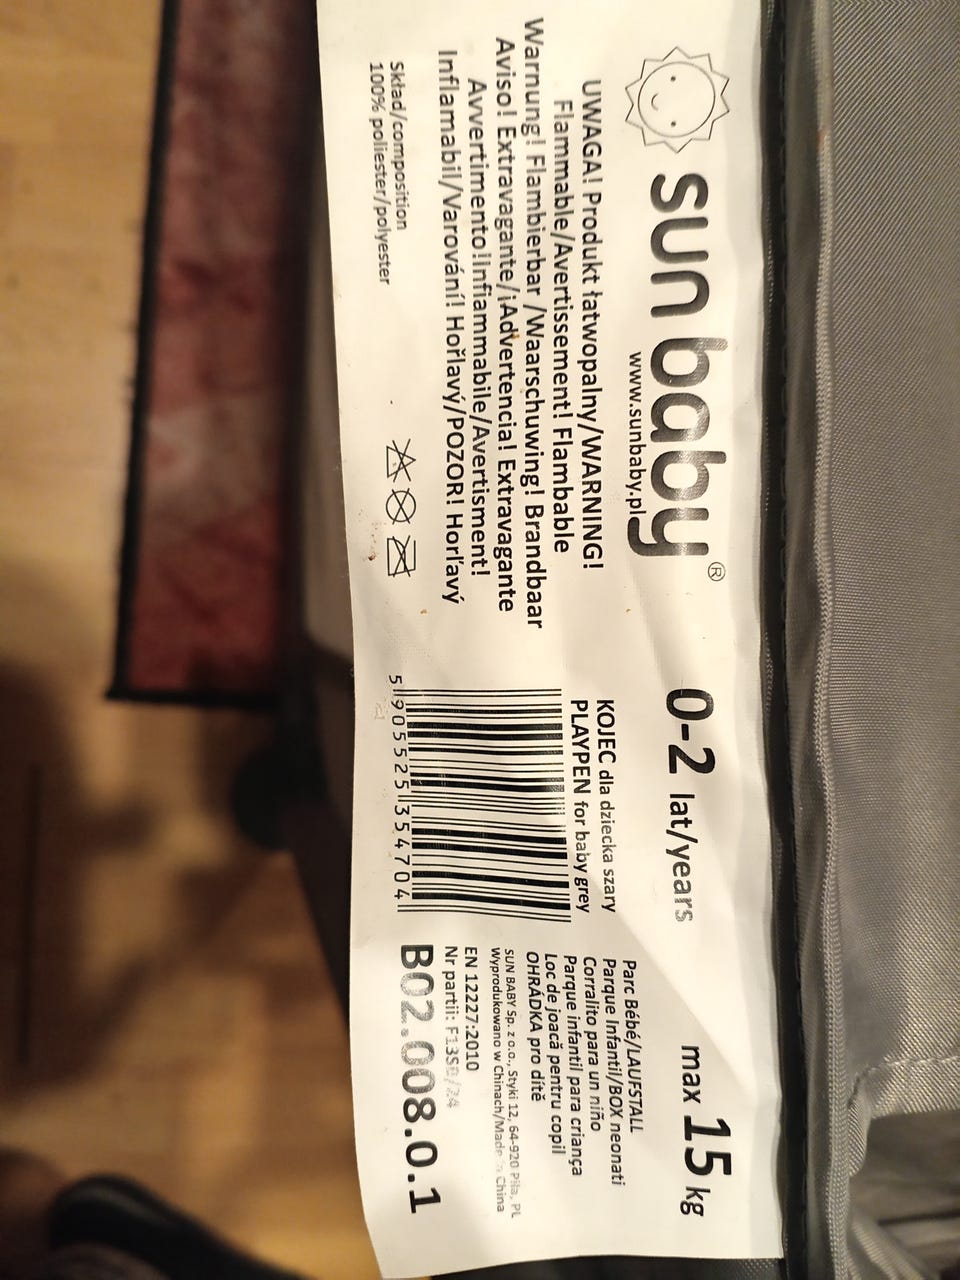 sun baby®
www.sunbaby.pl
UWAGA! Produkt łatwopalny/WARNING!
Flammable/Avertissement! Flambable
Warnung! Flambierbar /Waarschuwing! Brandbaar
Aviso! Extravagante/¡Advertencia! Extravagante
Avvertimento!Infiammabile/Avertisment!
Inflamabil/Varování! Hořlavý/POZOR! Horľavý
Skład/composition
100% poliester/polyester
0-2 lat/years
KOJEC dla dziecka szary
PLAYPEN for baby grey
5 905525 354704
max 15 kg
Parc Bébé/LAUFSTALL
Parque Infantil/BOX neonati
Corralito para un niño
Parque infantil para criança
Loc de joacă pentru copil
OHRÁDKA pro dítě
SUN BABY Sp. z o.o., Styki 12, 64-920 Piła, PL
Wyprodukowano w Chinach/Made in China
EN 12227:2010
Nr partii:
B02.008.0.1